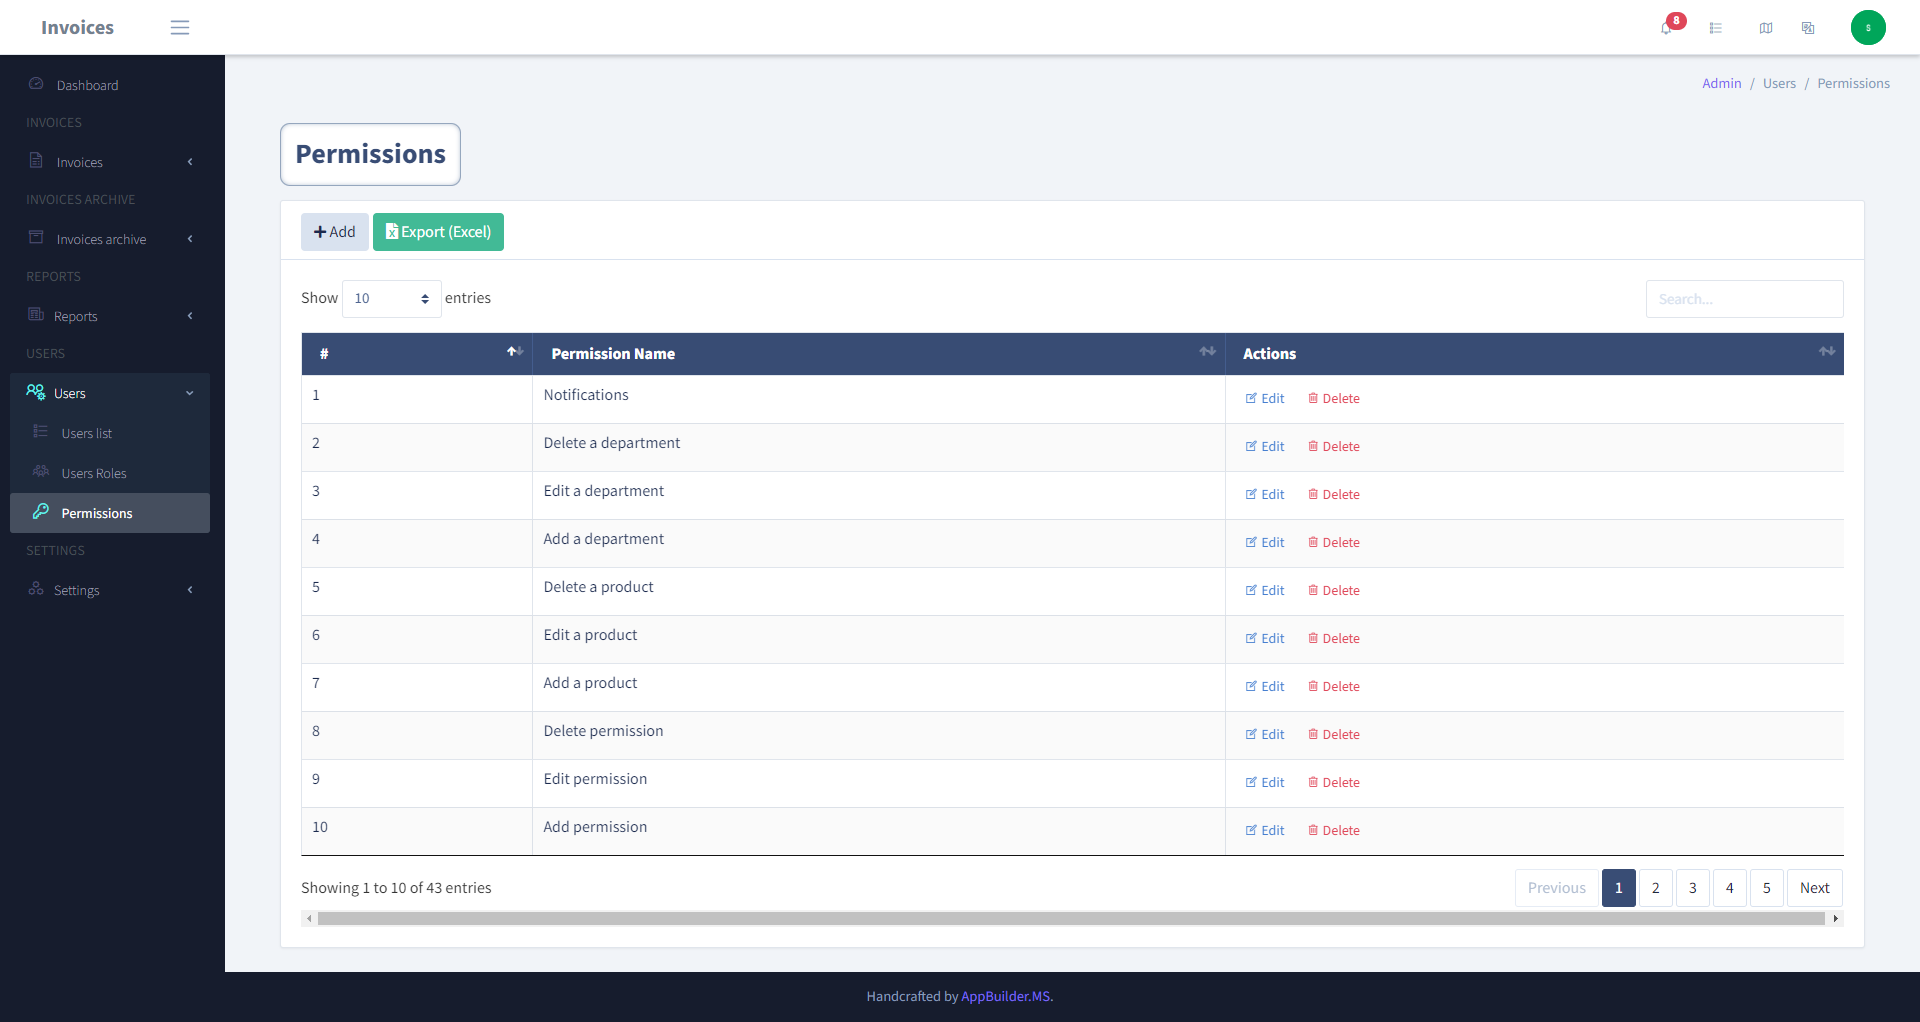 Invoices
8
s
Dashboard
INVOICES
Invoices
INVOICES ARCHIVE
Invoices archive
REPORTS
Reports
USERS
Users
Users list
Users Roles
Permissions
SETTINGS
Settings
Admin / Users / Permissions
Permissions
Add Export (Excel)
Show 10 entries Search...
# Permission Name Actions
1 Notifications Edit Delete
2 Delete a department Edit Delete
3 Edit a department Edit Delete
4 Add a department Edit Delete
5 Delete a product Edit Delete
6 Edit a product Edit Delete
7 Add a product Edit Delete
8 Delete permission Edit Delete
9 Edit permission Edit Delete
10 Add permission Edit Delete
Showing 1 to 10 of 43 entries Previous 1 2 3 4 5 Next
Handcrafted by AppBuilder.MS.